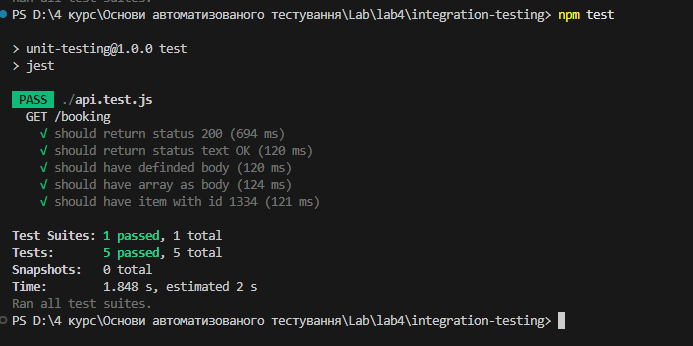 Ran all test suites.
PS D:\4 курс\Основи автоматизованого тестування\Lab\lab4\integration-testing> npm test
> unit-testing@1.0.0 test
> jest
PASS ./api.test.js
GET /booking
√ should return status 200 (694 ms)
√ should return status text OK (120 ms)
√ should have definded body (120 ms)
√ should have array as body (124 ms)
√ should have item with id 1334 (121 ms)
Test Suites: 1 passed, 1 total
Tests: 5 passed, 5 total
Snapshots: 0 total
Time: 1.848 s, estimated 2 s
Ran all test suites.
PS D:\4 курс\Основи автоматизованого тестування\Lab\lab4\integration-testing>